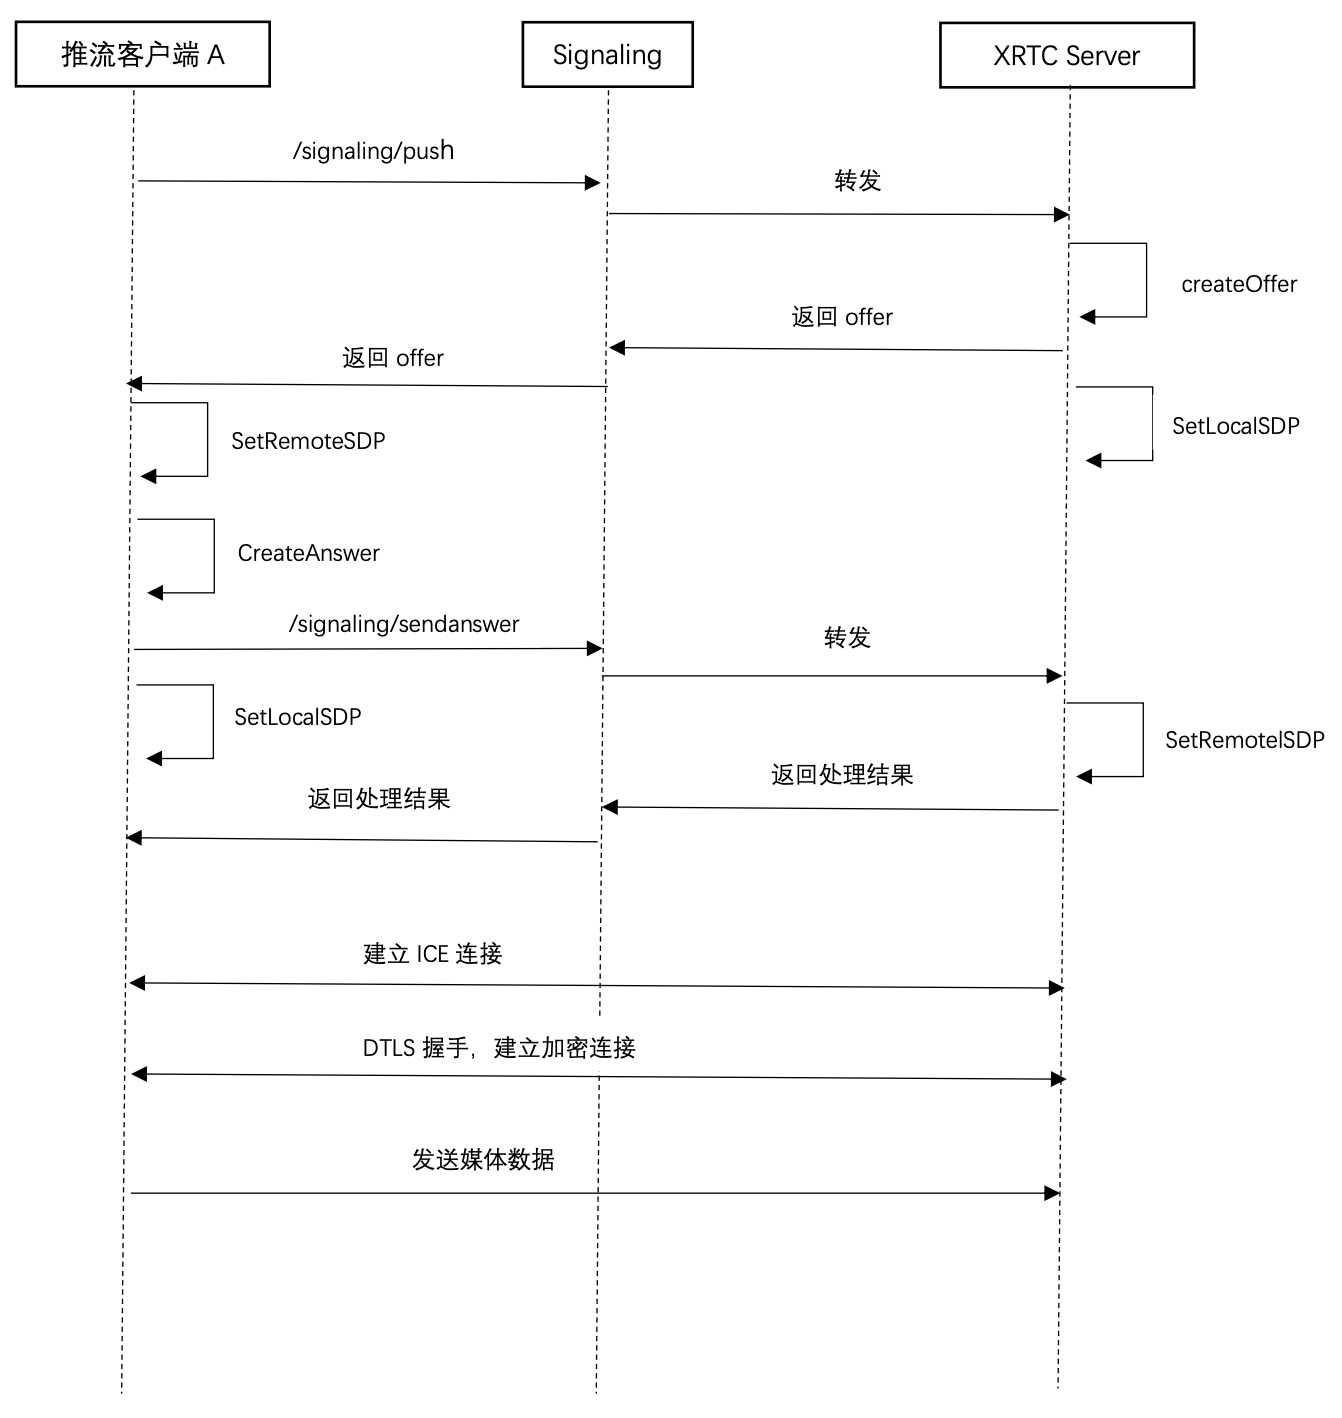 推流客户端 A
Signaling
XRTC Server
/signaling/push
转发
createOffer
返回 offer
返回 offer
SetLocalSDP
SetRemoteSDP
CreateAnswer
/signaling/sendanswer
转发
SetLocalSDP
SetRemotelSDP
返回处理结果
返回处理结果
建立 ICE 连接
DTLS 握手，建立加密连接
发送媒体数据